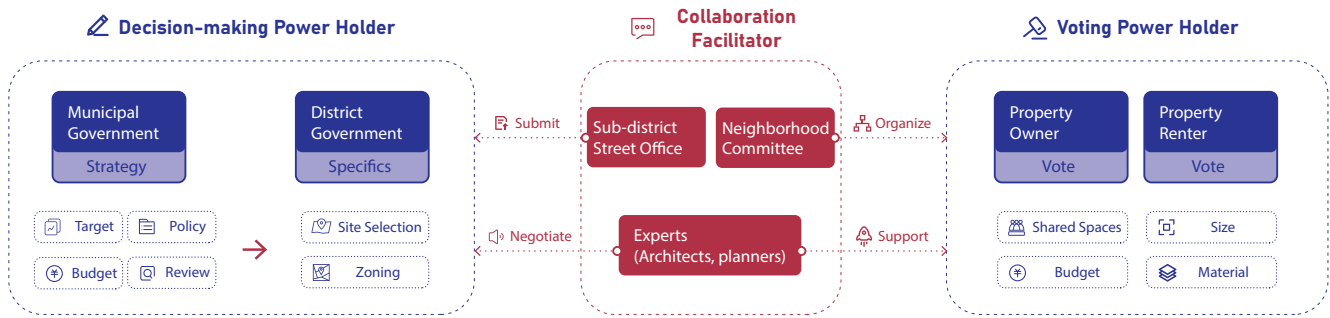 Decision-making Power Holder
Collaboration
Facilitator
Voting Power Holder
Municipal
Government
Strategy
District
Government
Specifics
Target
Policy
Budget
Review
Site Selection
Zoning
Submit
Negotiate
Sub-district
Street Office
Neighborhood
Committee
Experts
(Architects, planners)
Organize
Support
Property
Owner
Vote
Property
Renter
Vote
Shared Spaces
Size
Budget
Material